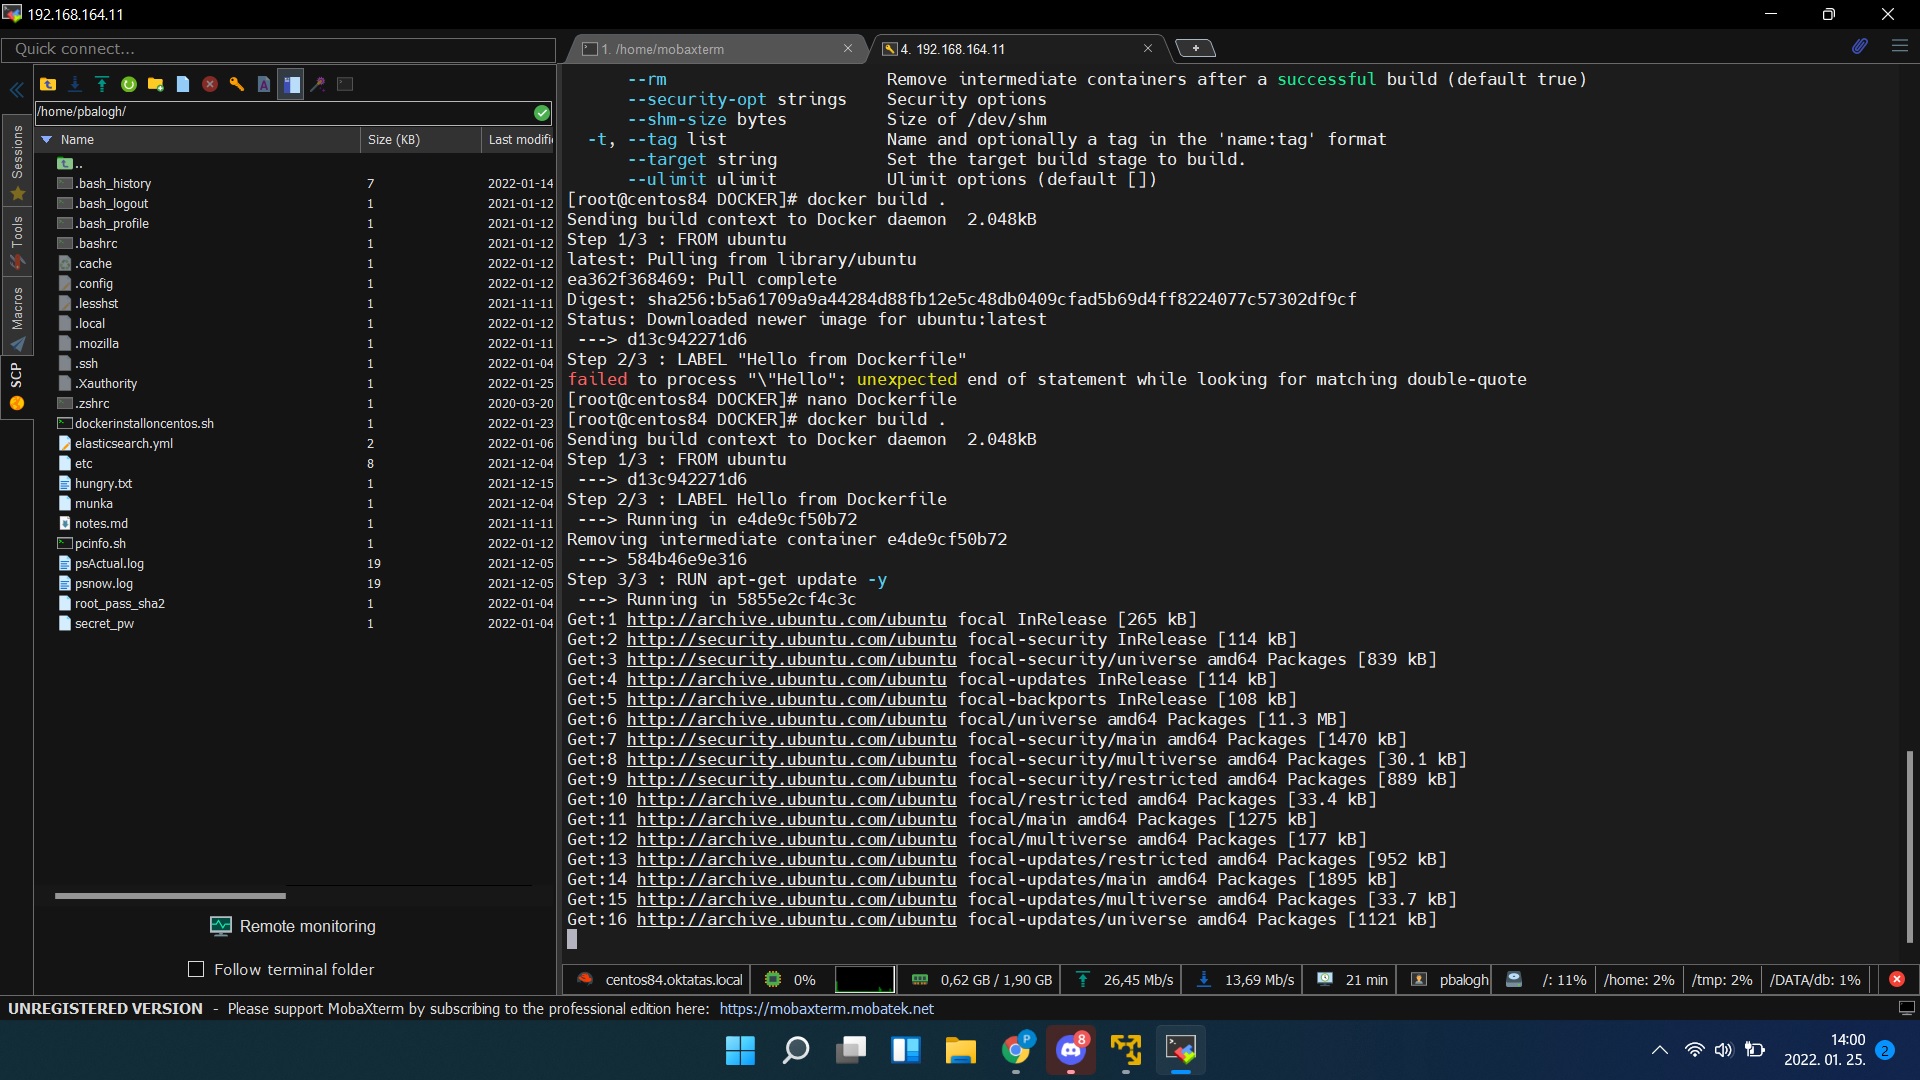 192.168.164.11
Quick connect...
1. /home/mobaxterm
4. 192.168.164.11
/home/pbalogh/
Name Size (KB) Last modifi
..
.bash_history 7 2022-01-14
.bash_logout 1 2021-01-12
.bash_profile 1 2021-01-12
.bashrc 1 2021-01-12
.cache 1 2022-01-12
.config 1 2022-01-12
.lesshst 1 2021-11-11
.local 1 2022-01-12
.mozilla 1 2022-01-11
.ssh 1 2022-01-04
.Xauthority 1 2022-01-25
.zshrc 1 2020-03-20
dockerinstalloncentos.sh 1 2022-01-23
elasticsearch.yml 2 2022-01-06
etc 8 2021-12-04
hungry.txt 1 2021-12-15
munka 1 2021-12-04
notes.md 1 2021-11-11
pcinfo.sh 1 2022-01-12
psActual.log 19 2021-12-05
psnow.log 19 2021-12-05
root_pass_sha2 1 2022-01-04
secret_pw 1 2022-01-04
Sessions
Tools
Macros
SCP
Remote monitoring
Follow terminal folder
--rm Remove intermediate containers after a successful build (default true)
--security-opt strings Security options
--shm-size bytes Size of /dev/shm
-t, --tag list Name and optionally a tag in the 'name:tag' format
--target string Set the target build stage to build.
--ulimit ulimit Ulimit options (default [])
[root@centos84 DOCKER]# docker build .
Sending build context to Docker daemon  2.048kB
Step 1/3 : FROM ubuntu
latest: Pulling from library/ubuntu
ea362f368469: Pull complete
Digest: sha256:b5a61709a9a44284d88fb12e5c48db0409cfad5b69d4ff8224077c57302df9cf
Status: Downloaded newer image for ubuntu:latest
---> d13c942271d6
Step 2/3 : LABEL "Hello from Dockerfile"
failed to process "\"Hello": unexpected end of statement while looking for matching double-quote
[root@centos84 DOCKER]# nano Dockerfile
[root@centos84 DOCKER]# docker build .
Sending build context to Docker daemon  2.048kB
Step 1/3 : FROM ubuntu
---> d13c942271d6
Step 2/3 : LABEL Hello from Dockerfile
---> Running in e4de9cf50b72
Removing intermediate container e4de9cf50b72
---> 584b46e9e316
Step 3/3 : RUN apt-get update -y
---> Running in 5855e2cf4c3c
Get:1 http://archive.ubuntu.com/ubuntu focal InRelease [265 kB]
Get:2 http://security.ubuntu.com/ubuntu focal-security InRelease [114 kB]
Get:3 http://security.ubuntu.com/ubuntu focal-security/universe amd64 Packages [839 kB]
Get:4 http://archive.ubuntu.com/ubuntu focal-updates InRelease [114 kB]
Get:5 http://archive.ubuntu.com/ubuntu focal-backports InRelease [108 kB]
Get:6 http://archive.ubuntu.com/ubuntu focal/universe amd64 Packages [11.3 MB]
Get:7 http://security.ubuntu.com/ubuntu focal-security/main amd64 Packages [1470 kB]
Get:8 http://security.ubuntu.com/ubuntu focal-security/multiverse amd64 Packages [30.1 kB]
Get:9 http://security.ubuntu.com/ubuntu focal-security/restricted amd64 Packages [889 kB]
Get:10 http://archive.ubuntu.com/ubuntu focal/restricted amd64 Packages [33.4 kB]
Get:11 http://archive.ubuntu.com/ubuntu focal/main amd64 Packages [1275 kB]
Get:12 http://archive.ubuntu.com/ubuntu focal/multiverse amd64 Packages [177 kB]
Get:13 http://archive.ubuntu.com/ubuntu focal-updates/restricted amd64 Packages [952 kB]
Get:14 http://archive.ubuntu.com/ubuntu focal-updates/main amd64 Packages [1895 kB]
Get:15 http://archive.ubuntu.com/ubuntu focal-updates/multiverse amd64 Packages [33.7 kB]
Get:16 http://archive.ubuntu.com/ubuntu focal-updates/universe amd64 Packages [1121 kB]
centos84.oktatas.local 0% 0,62 GB / 1,90 GB 26,45 Mb/s 13,69 Mb/s 21 min pbalogh /: 11% /home: 2% /tmp: 2% /DATA/db: 1%
UNREGISTERED VERSION - Please support MobaXterm by subscribing to the professional edition here: https://mobaxterm.mobatek.net
P
8
14:00
2022. 01. 25.
2